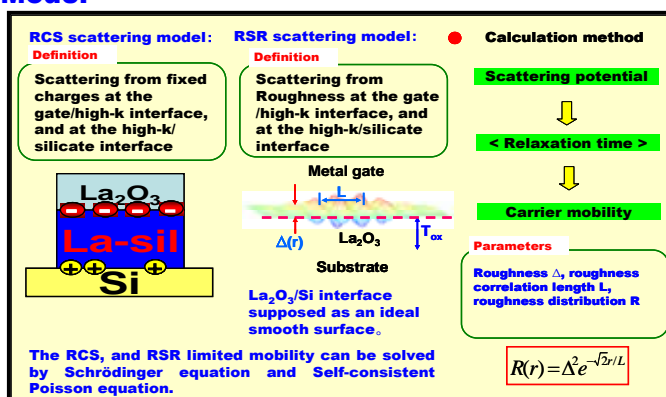 RCS scattering model:
Definition
Scattering from fixed
charges at the
gate/high-k interface,
and at the high-k/
silicate interface
La₂O₃
La-sil
Si
RSR scattering model:
Definition
Scattering from
Roughness at the gate
/high-k interface, and
at the high-k/silicate
interface
Metal gate
L
Δ(r)
La₂O₃
Tox
Substrate
La₂O₃/Si interface
supposed as an ideal
smooth surface。
Calculation method
Scattering potential
< Relaxation time >
Carrier mobility
Parameters
Roughness Δ, roughness
correlation length L,
roughness distribution R
R(r)=Δ²e^{-√2r/L}
The RCS, and RSR limited mobility can be solved
by Schrödinger equation and Self-consistent
Poisson equation.